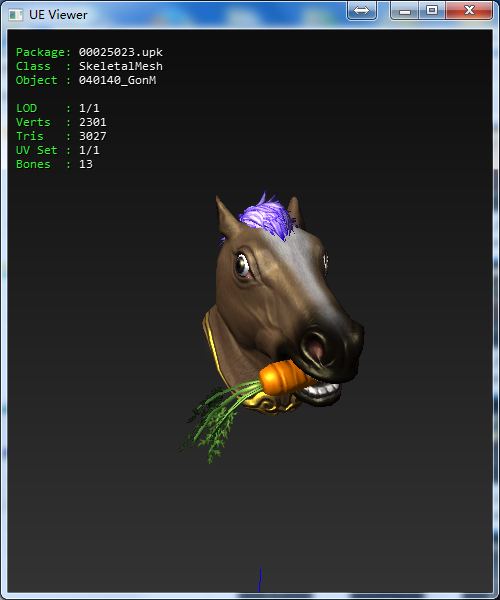 UE Viewer
Package: 00025023.upk
Class : SkeletalMesh
Object : 040140_GonM
LOD : 1/1
Verts : 2301
Tris : 3027
UV Set : 1/1
Bones : 13